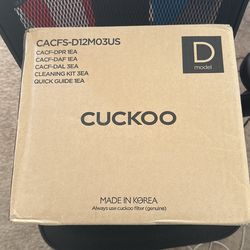 CACFS-D12M03US
CACF-DPR 1EA
CACF-DAF 1EA
CACF-DAL 3EA
CLEANING KIT 3EA
QUICK GUIDE 1EA
D
model
CUCKOO
MADE IN KOREA
Always use cuckoo filter (genuine)